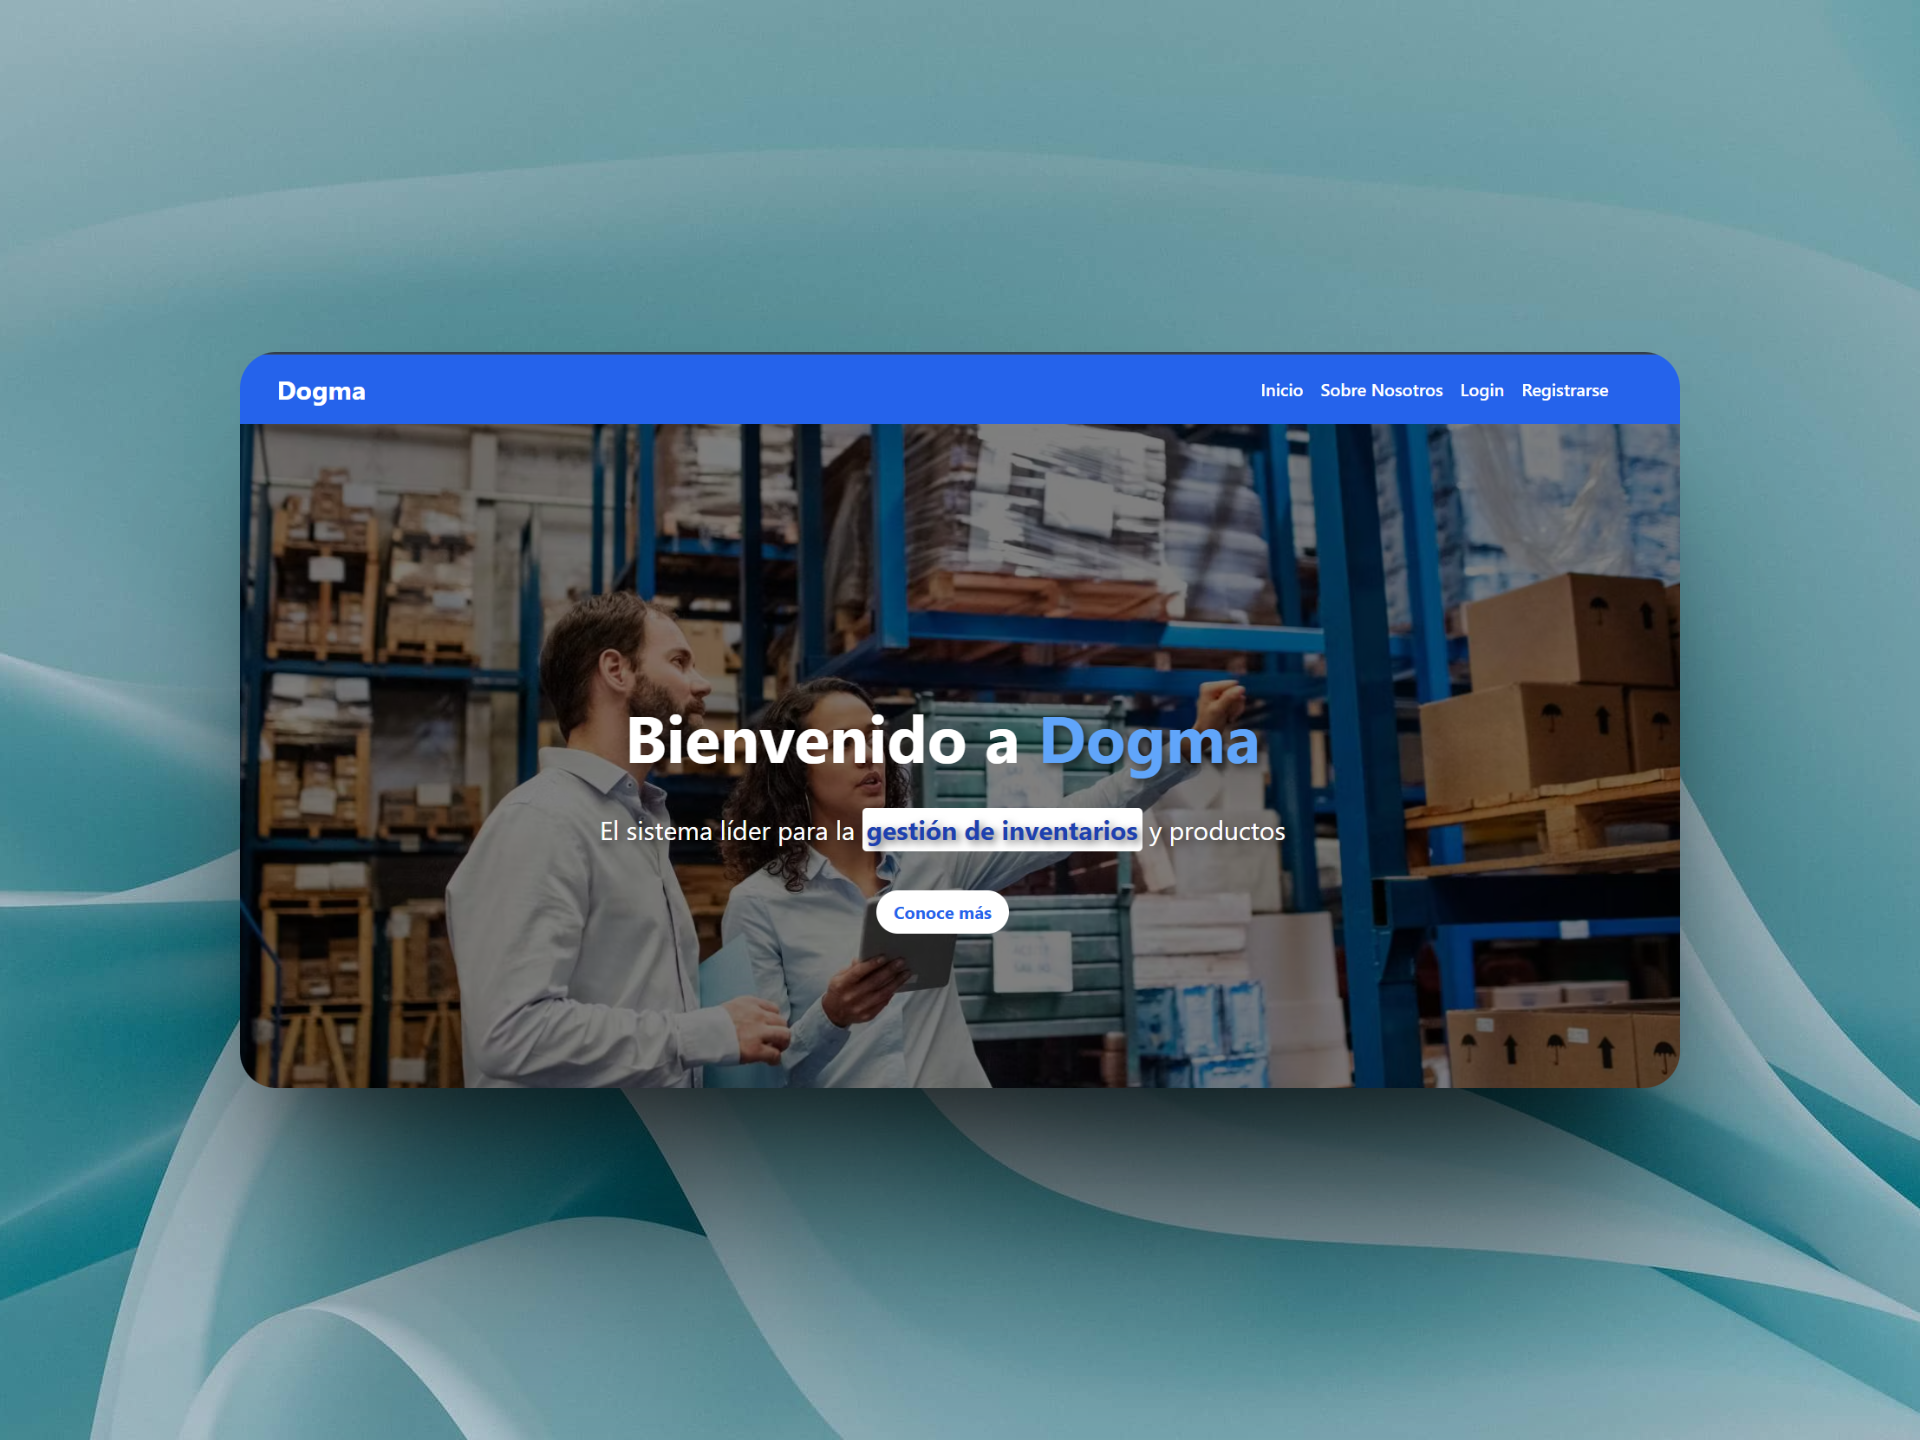 Dogma
Inicio Sobre Nosotros Login Registrarse
Bienvenido a Dogma
El sistema líder para la gestión de inventarios y productos
Conoce más